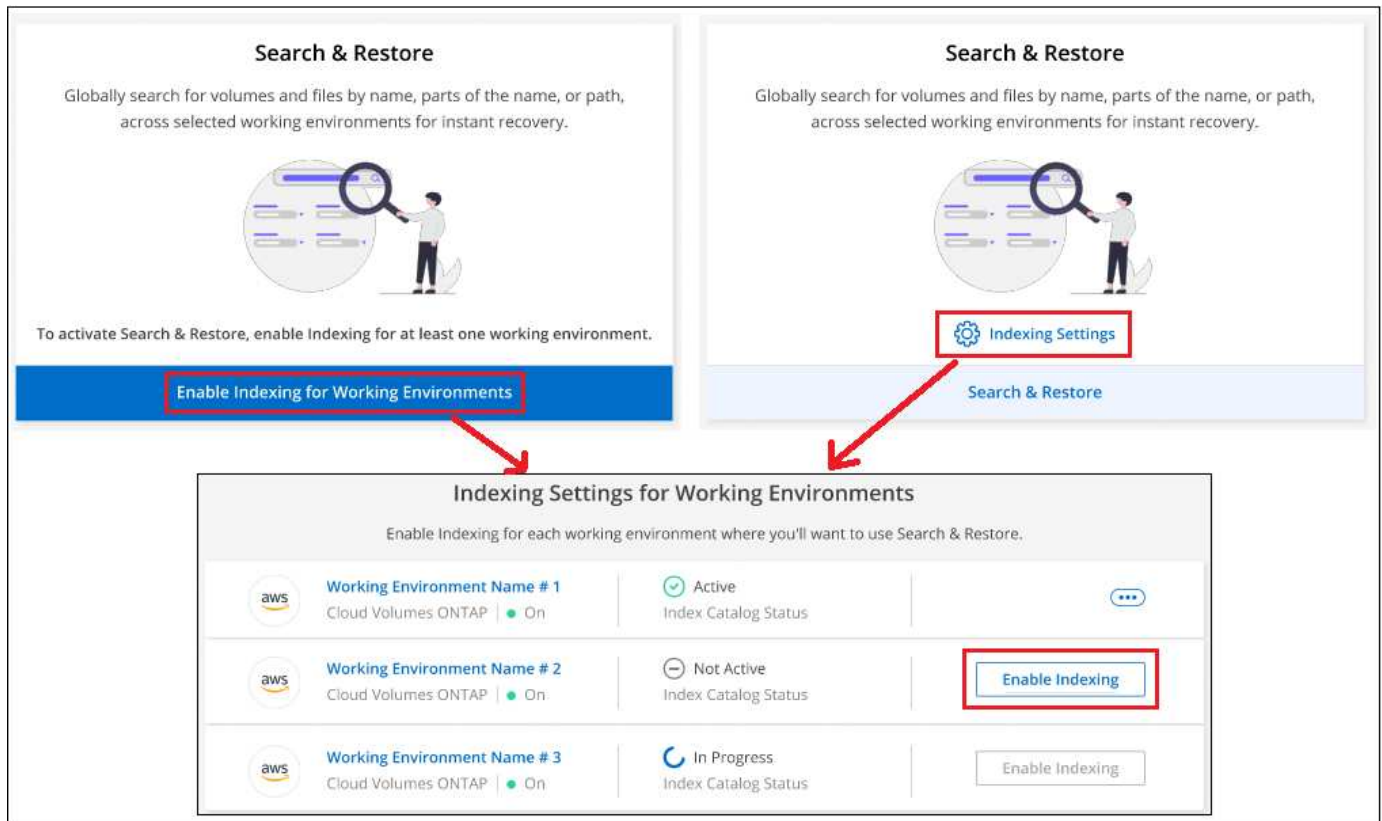 Search & Restore
Globally search for volumes and files by name, parts of the name, or path,
across selected working environments for instant recovery.
To activate Search & Restore, enable Indexing for at least one working environment.
Enable Indexing for Working Environments
Search & Restore
Globally search for volumes and files by name, parts of the name, or path,
across selected working environments for instant recovery.
Indexing Settings
Search & Restore
Indexing Settings for Working Environments
Enable Indexing for each working environment where you'll want to use Search & Restore.
aws
Working Environment Name # 1
Cloud Volumes ONTAP | On
Active
Index Catalog Status
aws
Working Environment Name # 2
Cloud Volumes ONTAP | On
Not Active
Index Catalog Status
Enable Indexing
aws
Working Environment Name # 3
Cloud Volumes ONTAP | On
In Progress
Index Catalog Status
Enable Indexing